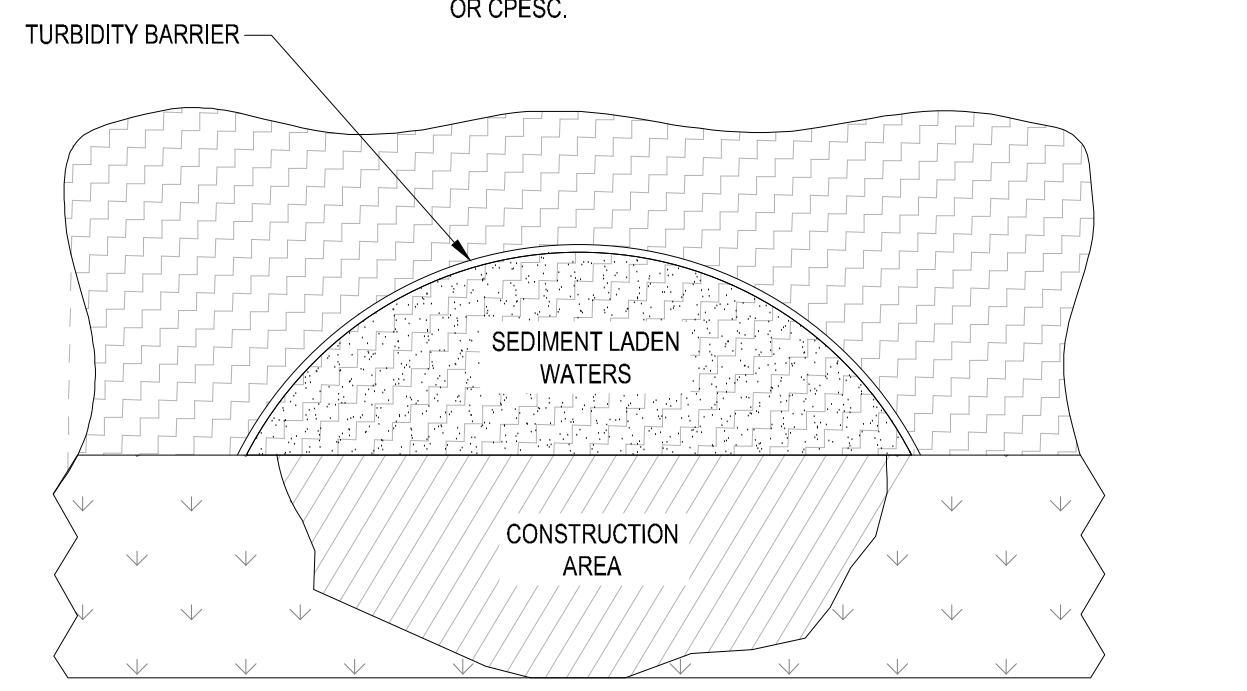 OR CPESC.
TURBIDITY BARRIER
SEDIMENT LADEN
WATERS
CONSTRUCTION
AREA